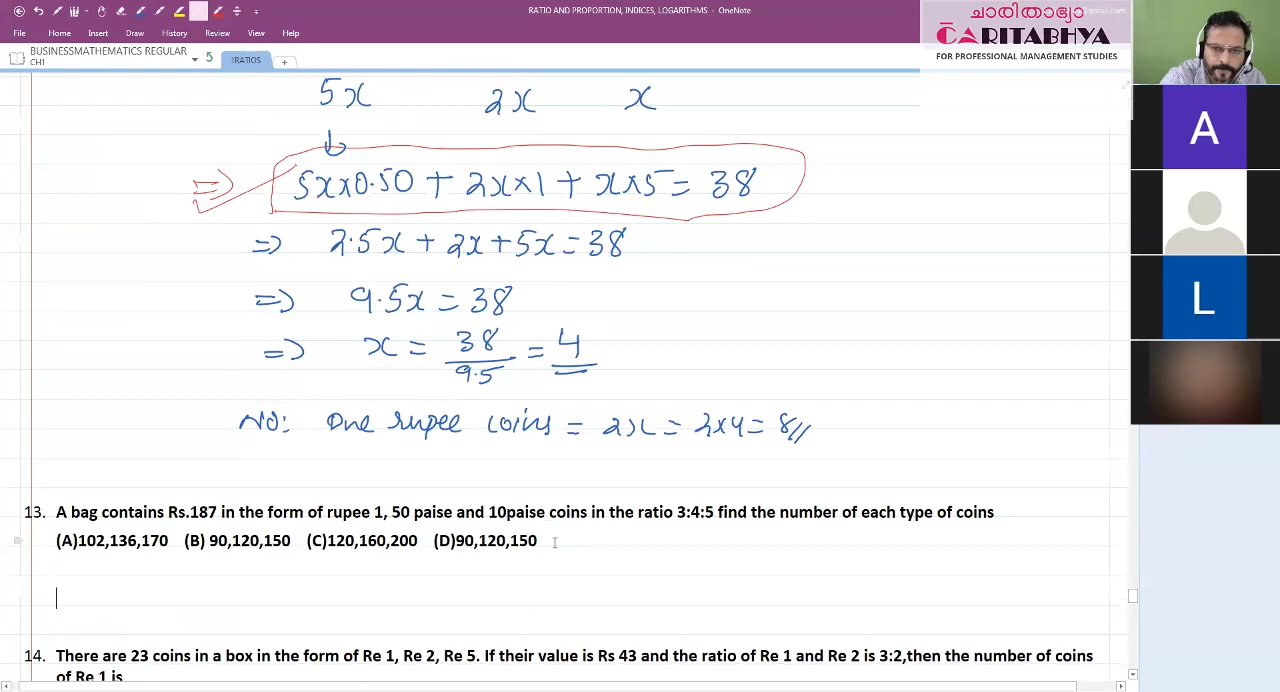 RATIO AND PROPORTION, INDICES, LOGARITHMS - OneNote
ചാരിതാഭ്യാ
CARITABHYA
FOR PROFESSIONAL MANAGEMENT STUDIES
gmail.com
File Home Insert Draw History Review View Help
BUSINESSMATHEMATICS REGULAR
CH1
5
1RATIOS
5x 2x x
=> 5x×0.50 + 2x×1 + x×5 = 38
=> 2.5x + 2x + 5x = 38
=> 9.5x = 38
=> x = 38/9.5 = 4
NO: One rupee coins = 2x = 2×4 = 8//
13. A bag contains Rs.187 in the form of rupee 1, 50 paise and 10paise coins in the ratio 3:4:5 find the number of each type of coins
(A)102,136,170 (B) 90,120,150 (C)120,160,200 (D)90,120,150
14. There are 23 coins in a box in the form of Re 1, Re 2, Re 5. If their value is Rs 43 and the ratio of Re 1 and Re 2 is 3:2,then the number of coins
of Re 1 is
A
L